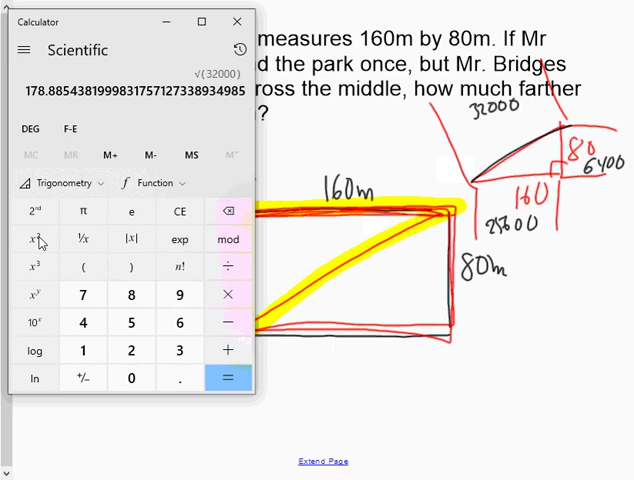 Calculator
Scientific
√(32000)
178.88543819998317571273389349​85
DEG F-E
MC MR M+ M- MS M˅
Trigonometry ƒ Function
2ⁿᵈ π e CE
x² ¹/x |x| exp mod
x³ ( ) n! ÷
xʸ 7 8 9 ×
10ˣ 4 5 6 −
log 1 2 3 +
ln +/− 0 . =
measures 160m by 80m. If Mr
d the park once, but Mr. Bridges
ross the middle, how much farther
?
32000
80
6400
160
25600
160m
80m
Extend Page